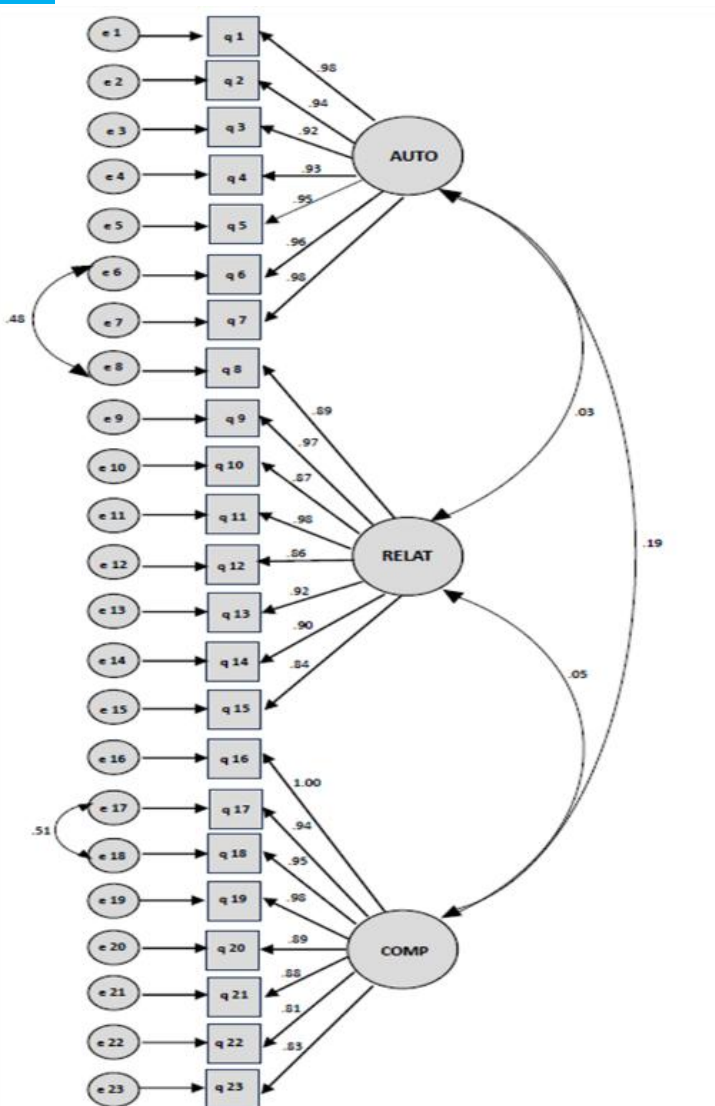 e 1 q 1
.98
e 2 q 2
.94
e 3 q 3
.92
AUTO
e 4 q 4
.93
.95
e 5 q 5
.96
e 6 q 6
.98
.48
e 7 q 7
e 8 q 8
.89
.03
e 9 q 9
.97
e 10 q 10
.87
e 11 q 11
.98
.19
RELAT
e 12 q 12
.86
.92
e 13 q 13
.90
e 14 q 14
.84
.05
e 15 q 15
e 16 q 16
1.00
e 17 q 17
.94
.51
e 18 q 18
.95
e 19 q 19
.98
.89
e 20 q 20
COMP
.88
e 21 q 21
.81
e 22 q 22
.83
e 23 q 23